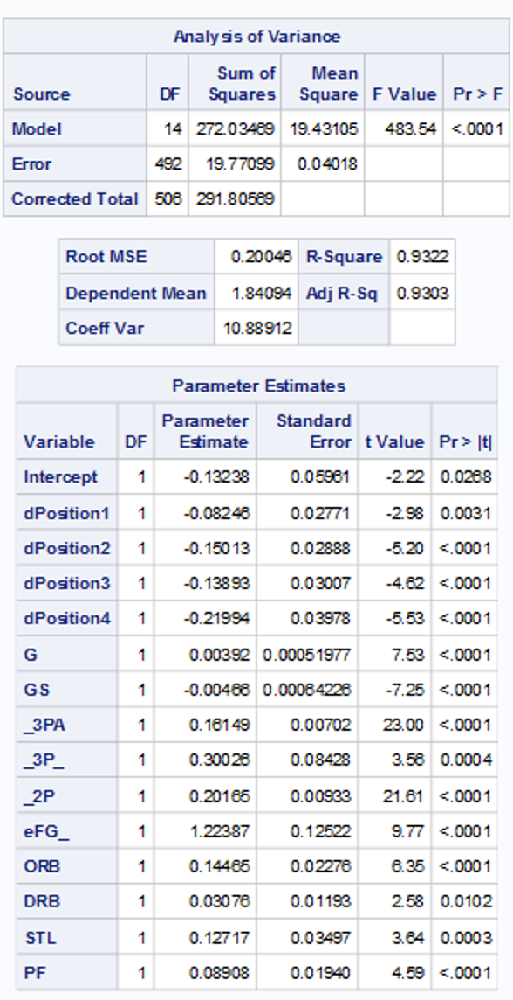 Analysis of Variance
Source DF Sum of Squares Mean Square F Value Pr > F
Model 14 272.03469 19.43105 483.54 <.0001
Error 492 19.77099 0.04018
Corrected Total 506 291.80569
Root MSE 0.20046 R-Square 0.9322
Dependent Mean 1.84094 Adj R-Sq 0.9303
Coeff Var 10.88912
Parameter Estimates
Variable DF Parameter Estimate Standard Error t Value Pr > |t|
Intercept 1 -0.13238 0.05961 -2.22 0.0268
dPosition1 1 -0.08246 0.02771 -2.98 0.0031
dPosition2 1 -0.15013 0.02888 -5.20 <.0001
dPosition3 1 -0.13893 0.03007 -4.62 <.0001
dPosition4 1 -0.21994 0.03978 -5.53 <.0001
G 1 0.00392 0.00051977 7.53 <.0001
GS 1 -0.00466 0.00064226 -7.25 <.0001
_3PA 1 0.16149 0.00702 23.00 <.0001
_3P_ 1 0.30026 0.08428 3.56 0.0004
_2P 1 0.20165 0.00933 21.61 <.0001
eFG_ 1 1.22387 0.12522 9.77 <.0001
ORB 1 0.14465 0.02276 6.35 <.0001
DRB 1 0.03076 0.01193 2.58 0.0102
STL 1 0.12717 0.03497 3.64 0.0003
PF 1 0.08908 0.01940 4.59 <.0001